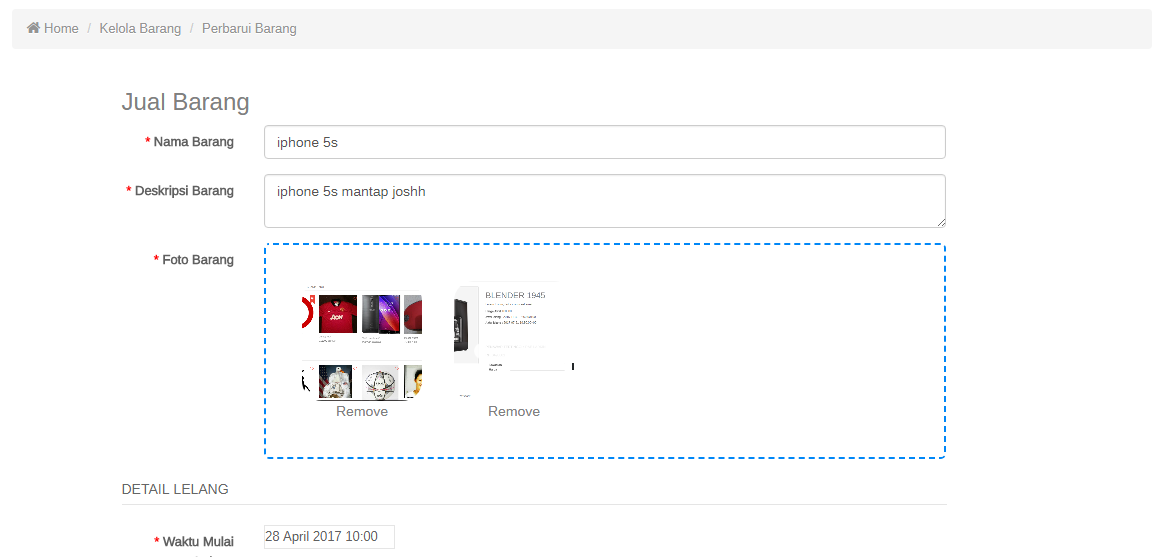 Home / Kelola Barang / Perbarui Barang
Jual Barang
* Nama Barang
iphone 5s
* Deskripsi Barang
iphone 5s mantap joshh
* Foto Barang
BLENDER 1945
Remove
Remove
DETAIL LELANG
* Waktu Mulai
28 April 2017 10:00